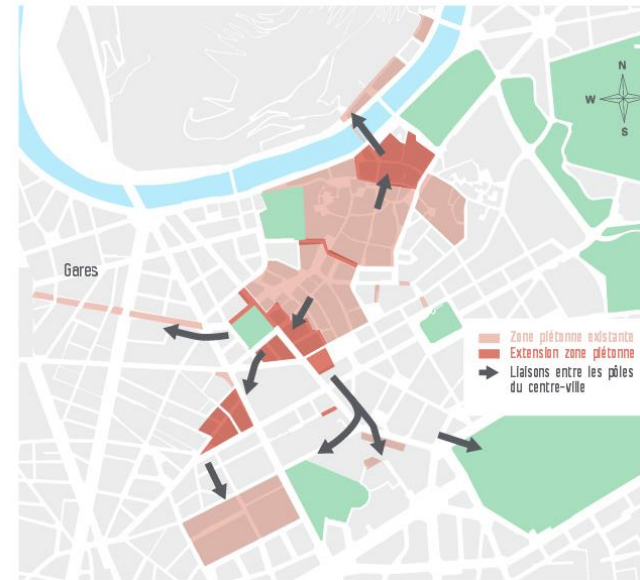 N
W
S
Gares
Zone piétonne existante
Extension zone piétonne
Liaisons entre les pôles
du centre-ville